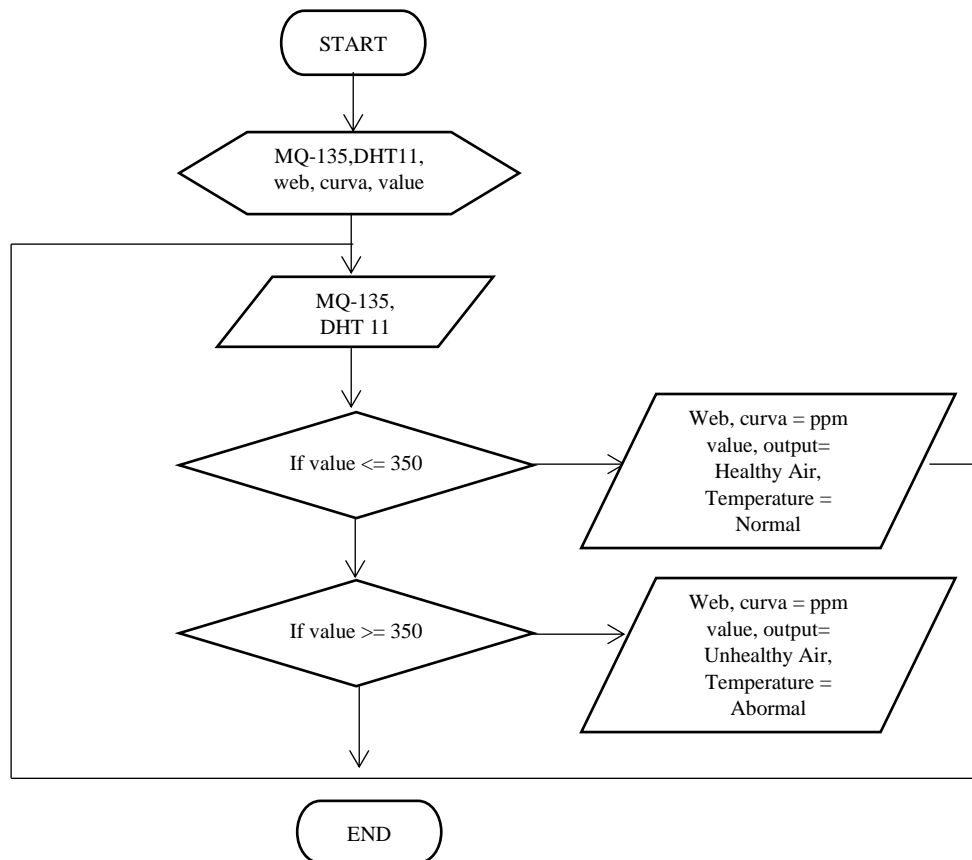 START
MQ-135,DHT11,
web, curva, value
MQ-135,
DHT 11
If value <= 350
Web, curva = ppm
value, output=
Healthy Air,
Temperature =
Normal
If value >= 350
Web, curva = ppm
value, output=
Unhealthy Air,
Temperature =
Abormal
END